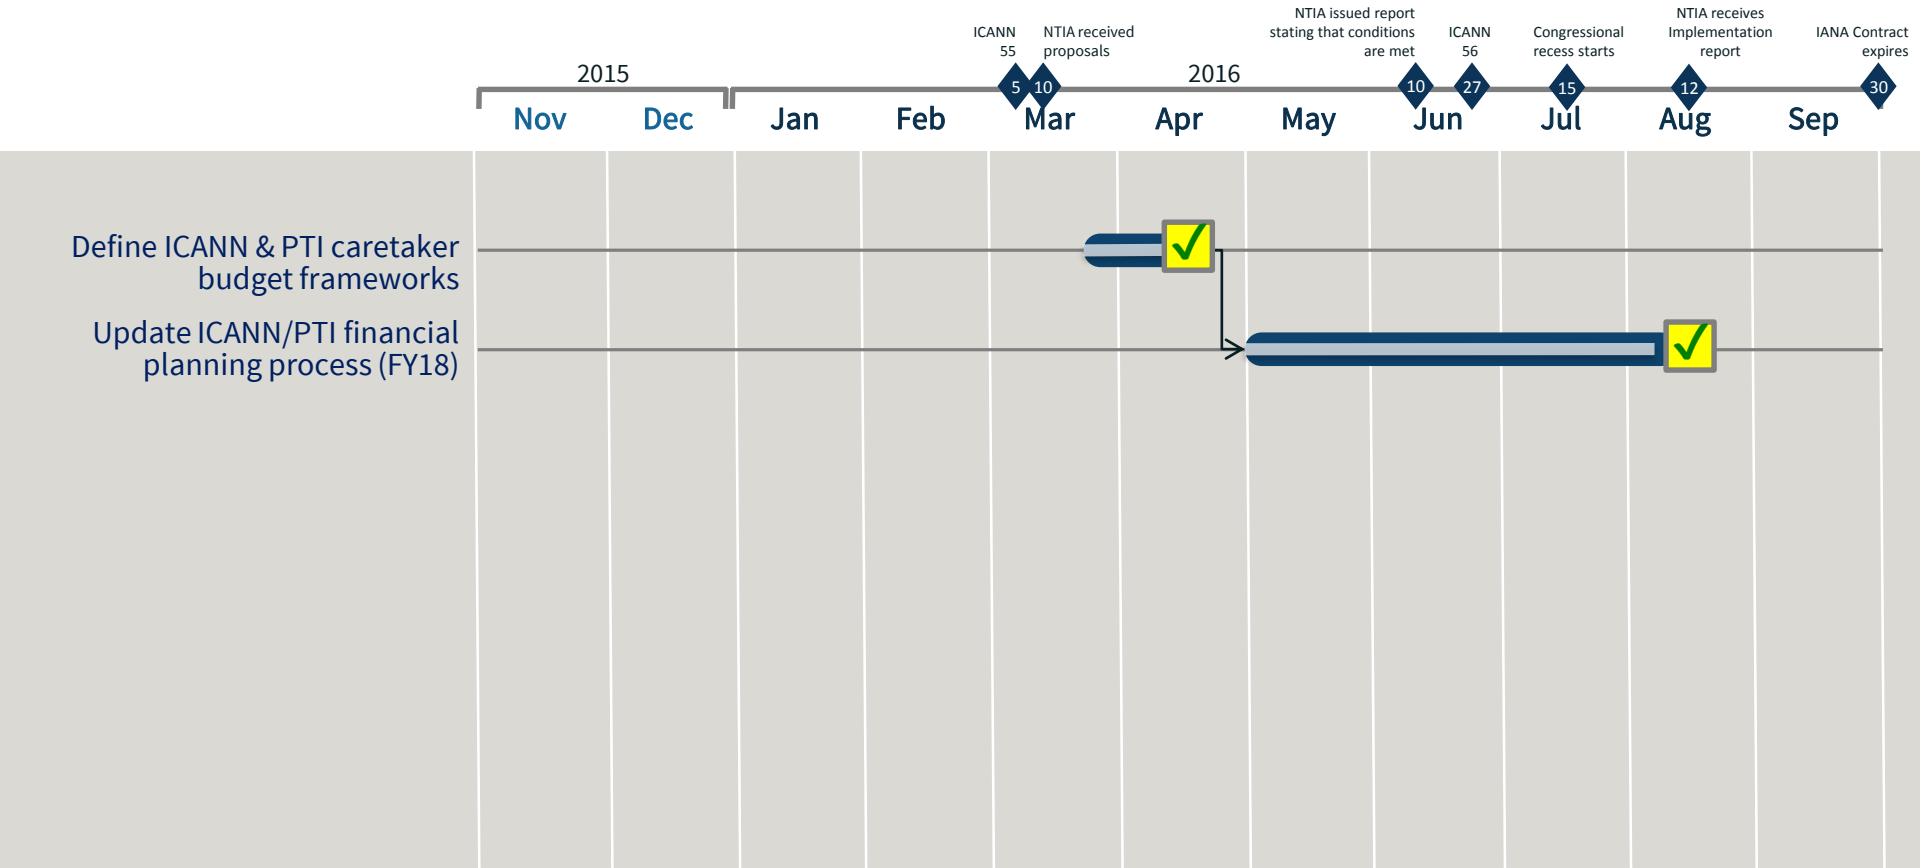 NTIA issued report
stating that conditions
are met
ICANN
55
NTIA received
proposals
ICANN
56
Congressional
recess starts
NTIA receives
Implementation
report
IANA Contract
expires
2015
2016
5
10
10
27
15
12
30
Nov
Dec
Jan
Feb
Mar
Apr
May
Jun
Jul
Aug
Sep
Define ICANN & PTI caretaker
budget frameworks
Update ICANN/PTI financial
planning process (FY18)